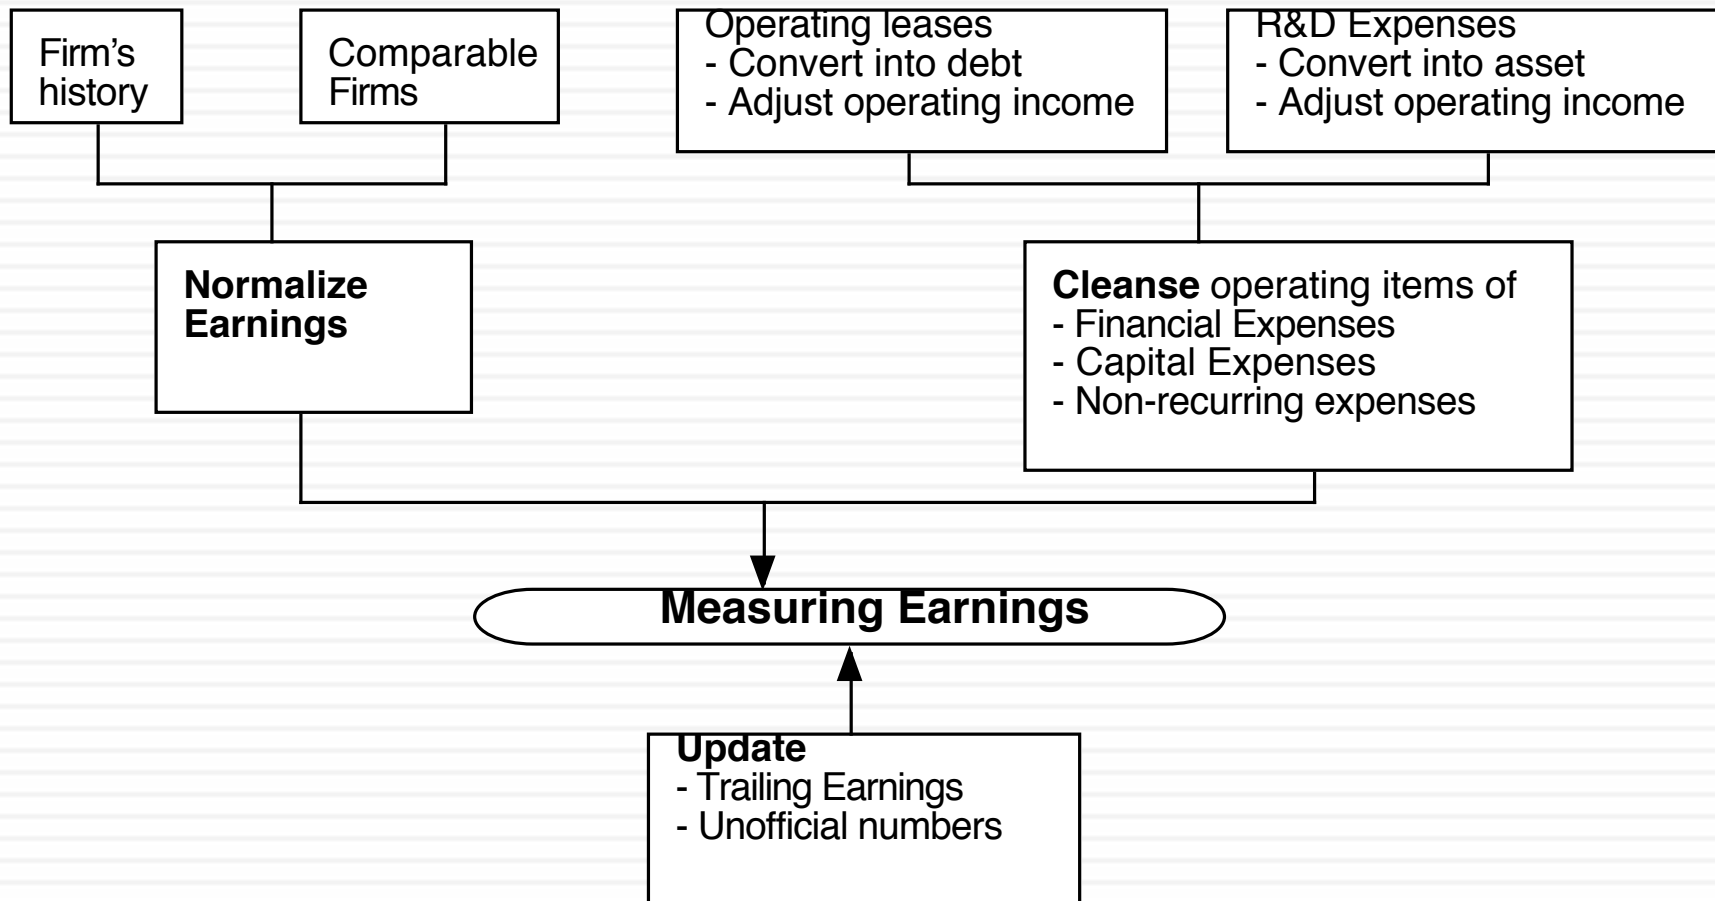 Firm’s
history
Comparable
Firms
Operating leases
- Convert into debt
- Adjust operating income
R&D Expenses
- Convert into asset
- Adjust operating income
Normalize
Earnings
Cleanse operating items of
- Financial Expenses
- Capital Expenses
- Non-recurring expenses
Measuring Earnings
Update
- Trailing Earnings
- Unofficial numbers